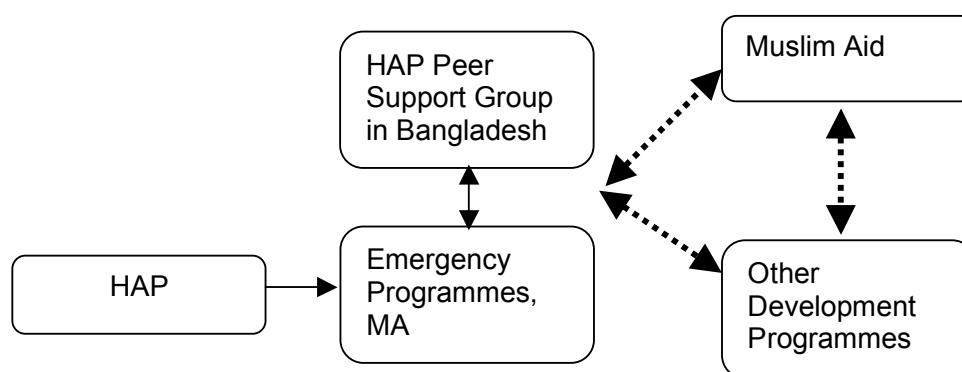 HAP Peer
Support Group
in Bangladesh
Muslim Aid
HAP
Emergency
Programmes,
MA
Other
Development
Programmes